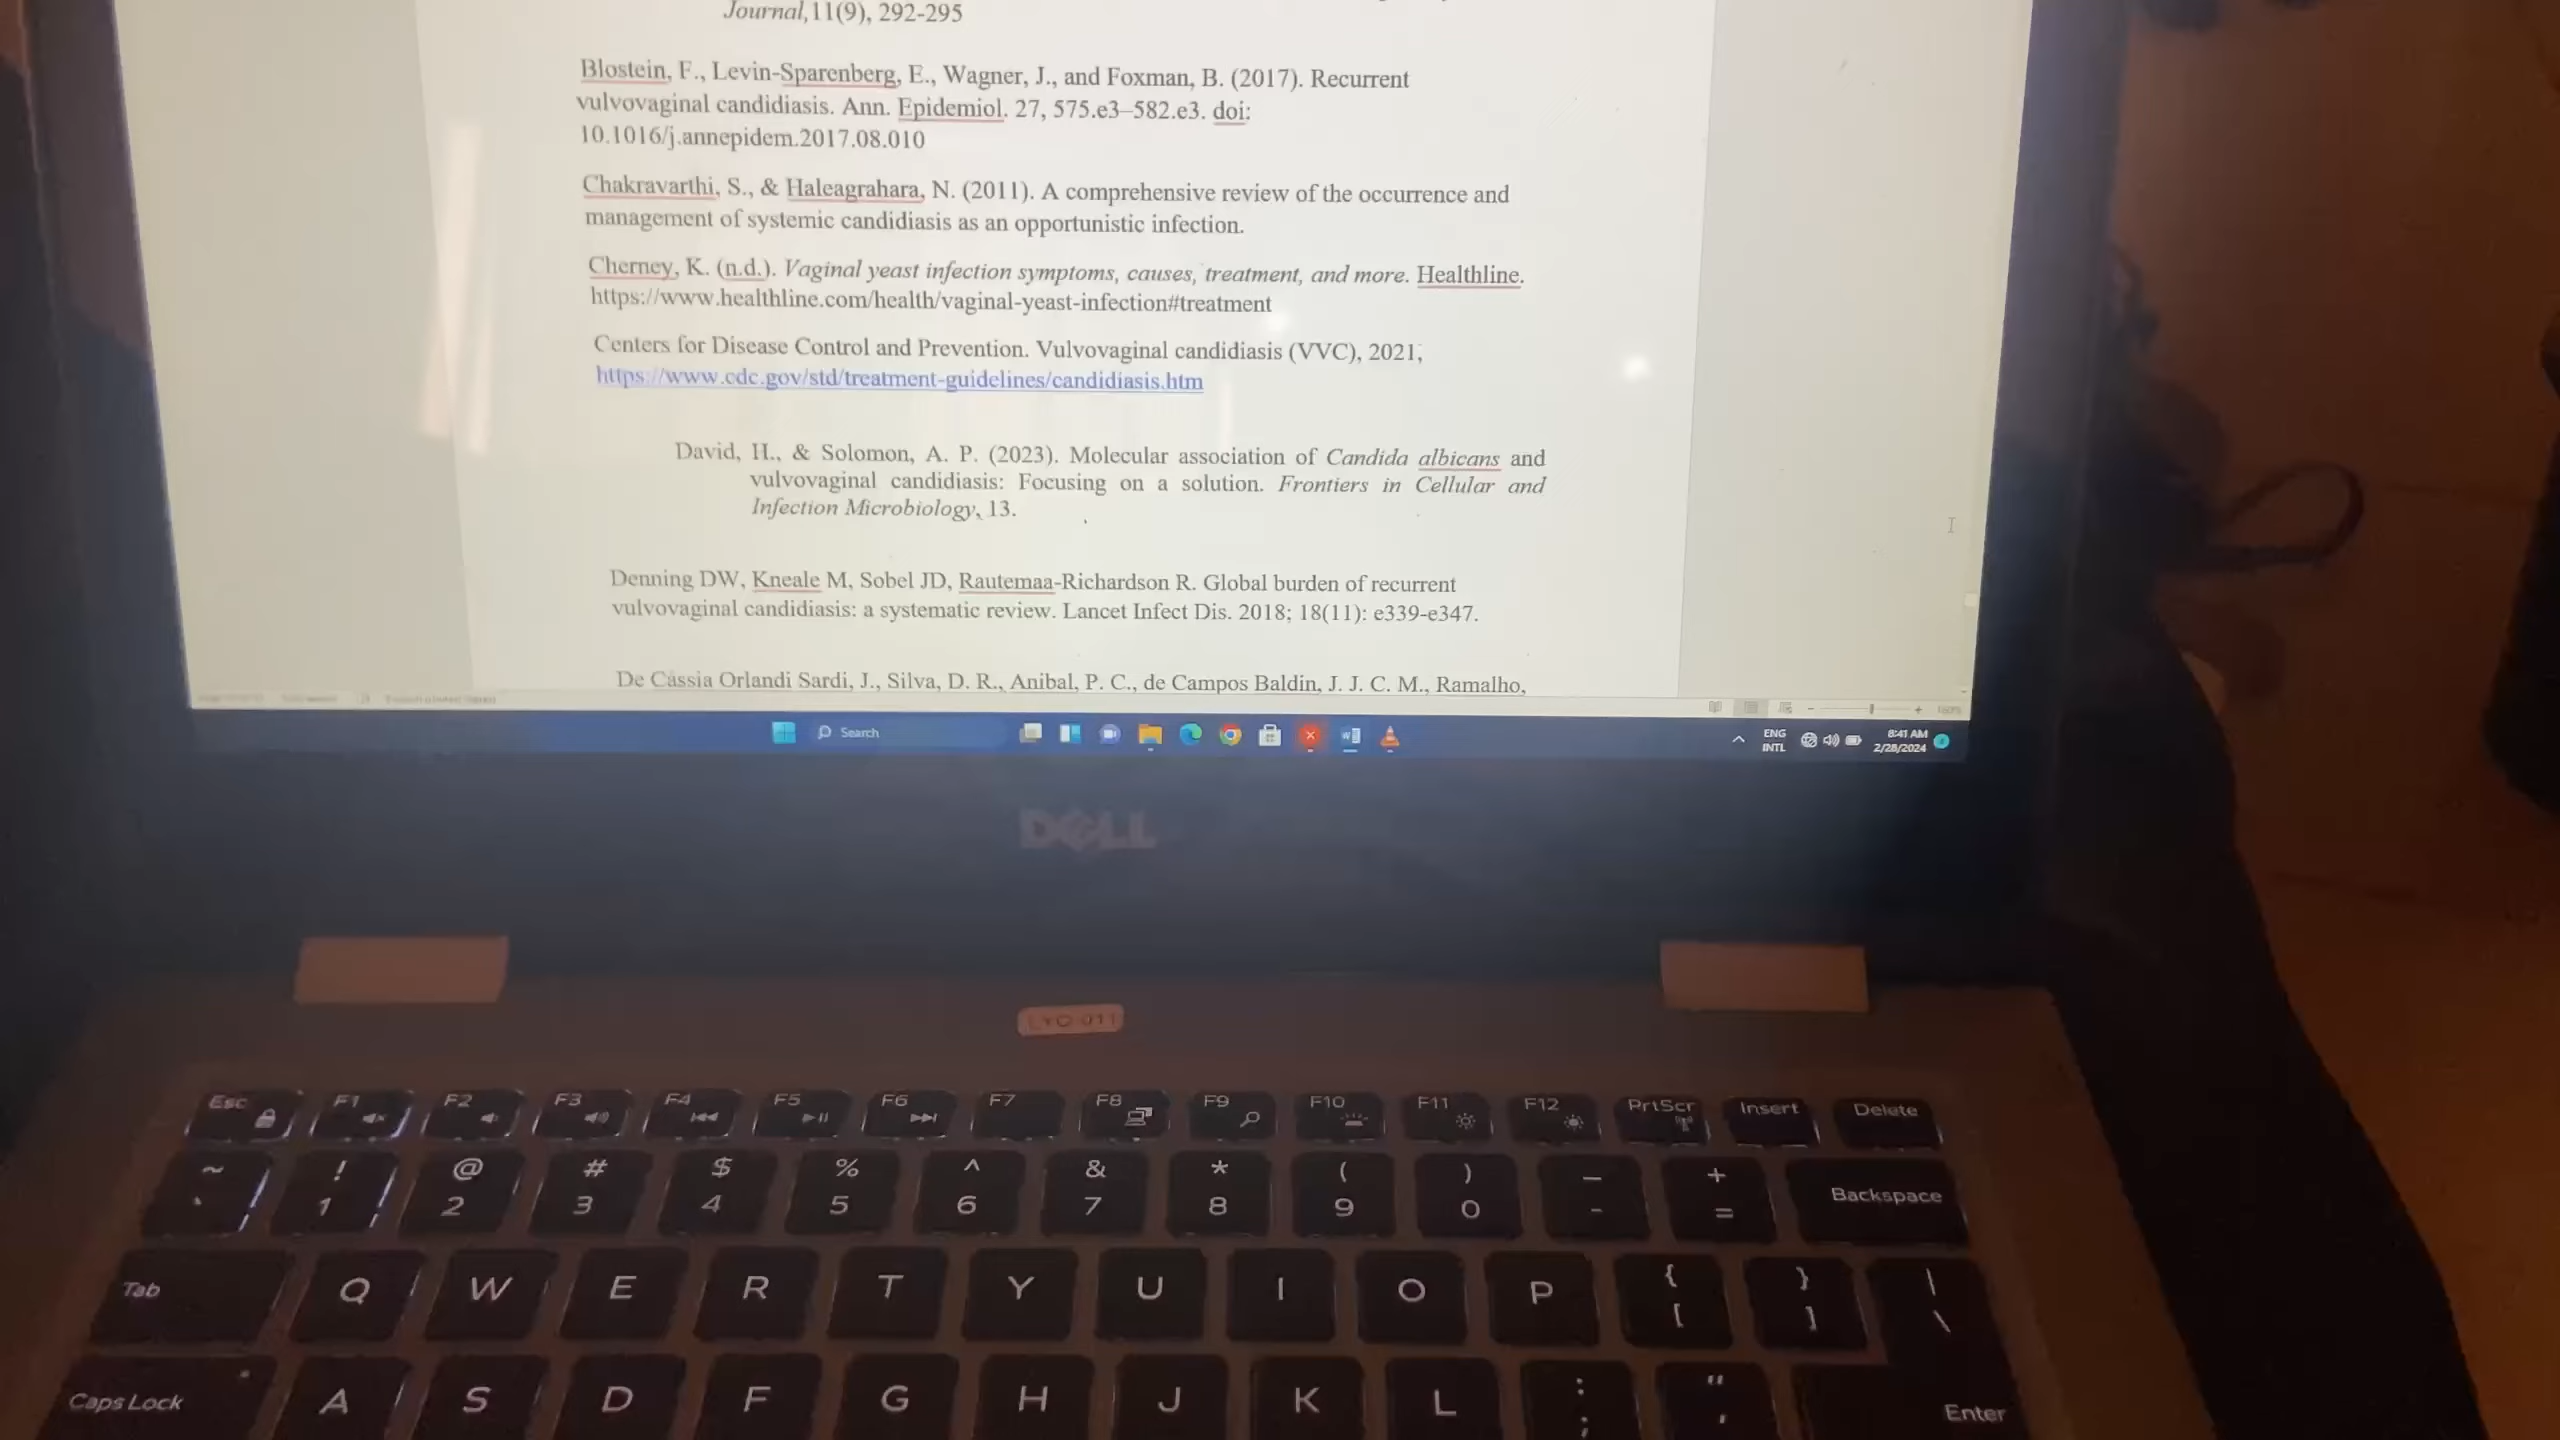 Journal, 11(9), 292-295
Blostein, F., Levin-Sparenberg, E., Wagner, J., and Foxman, B. (2017). Recurrent
vulvovaginal candidiasis. Ann. Epidemiol. 27, 575.e3–582.e3. doi:
10.1016/j.annepidem.2017.08.010
Chakravarthi, S., & Haleagrahara, N. (2011). A comprehensive review of the occurrence and
management of systemic candidiasis as an opportunistic infection.
Cherney, K. (n.d.). Vaginal yeast infection symptoms, causes, treatment, and more. Healthline.
https://www.healthline.com/health/vaginal-yeast-infection#treatment
Centers for Disease Control and Prevention. Vulvovaginal candidiasis (VVC), 2021;
https://www.cdc.gov/std/treatment-guidelines/candidiasis.htm
David, H., & Solomon, A. P. (2023). Molecular association of Candida albicans and
vulvovaginal candidiasis: Focusing on a solution. Frontiers in Cellular and
Infection Microbiology, 13.
Denning DW, Kneale M, Sobel JD, Rautemaa-Richardson R. Global burden of recurrent
vulvovaginal candidiasis: a systematic review. Lancet Infect Dis. 2018; 18(11): e339-e347.
De Cássia Orlandi Sardi, J., Silva, D. R., Anibal, P. C., de Campos Baldin, J. J. C. M., Ramalho,
Search
ENG
INTL
8:41 AM
2/28/2024
DELL
Esc F1 F2 F3 F4 F5 F6 F7 F8 F9 F10 F11 F12 PrtScr Insert Delete
~ ! @ # $ % ^ & * ( ) _ +
` 1 2 3 4 5 6 7 8 9 0 - = Backspace
Tab Q W E R T Y U I O P { } |
[ ] \
Caps Lock A S D F G H J K L : "
; ' Enter